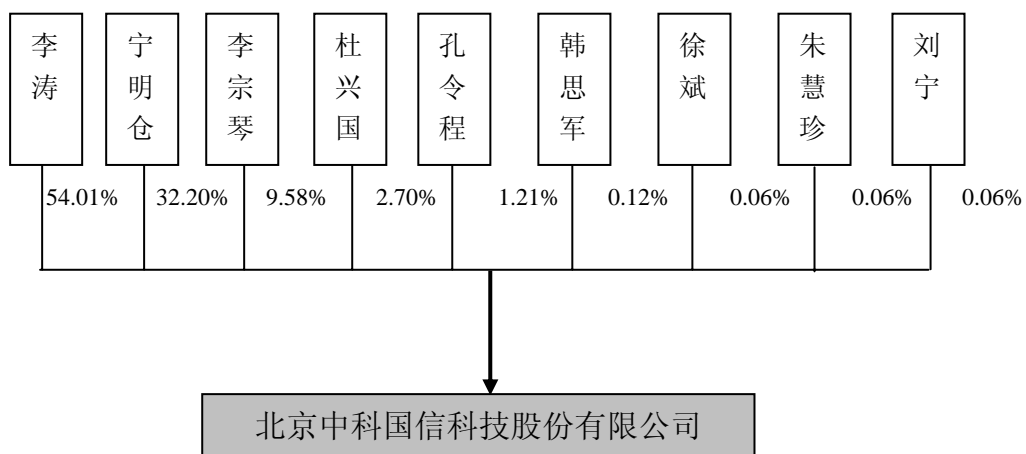 李涛
宁明仓
李宗琴
杜兴国
孔令程
韩思军
徐斌
朱慧珍
刘宁
54.01% 32.20% 9.58% 2.70% 1.21% 0.12% 0.06% 0.06% 0.06%
北京中科国信科技股份有限公司